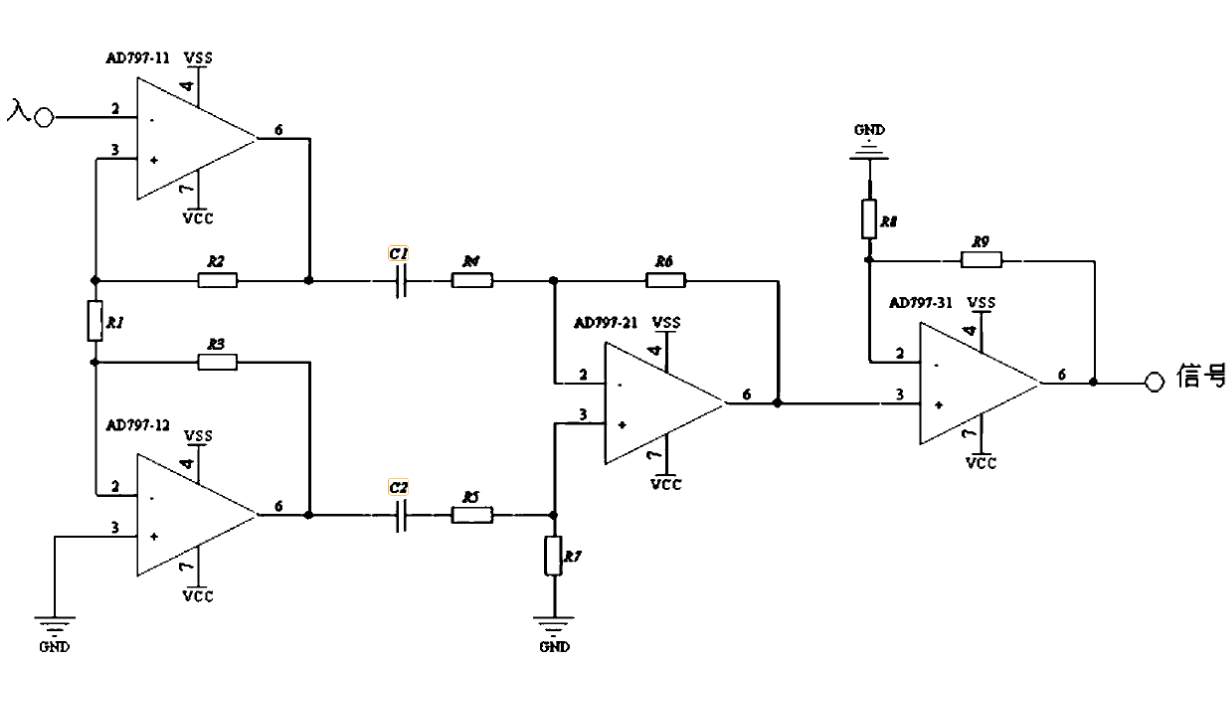 AD797-11 VSS
4
入 2 - 6
3 +
7
VCC
R2
C1
R4
R6
R1
R3
AD797-12
VSS
4
2 - 6
3 +
7
VCC
GND
C2
R5
R7
GND
AD797-21 VSS
4
2 - 6
3 +
7
VCC
GND
R8
R9
AD797-31 VSS
4
2 - 6
3 +
7
VCC
信号